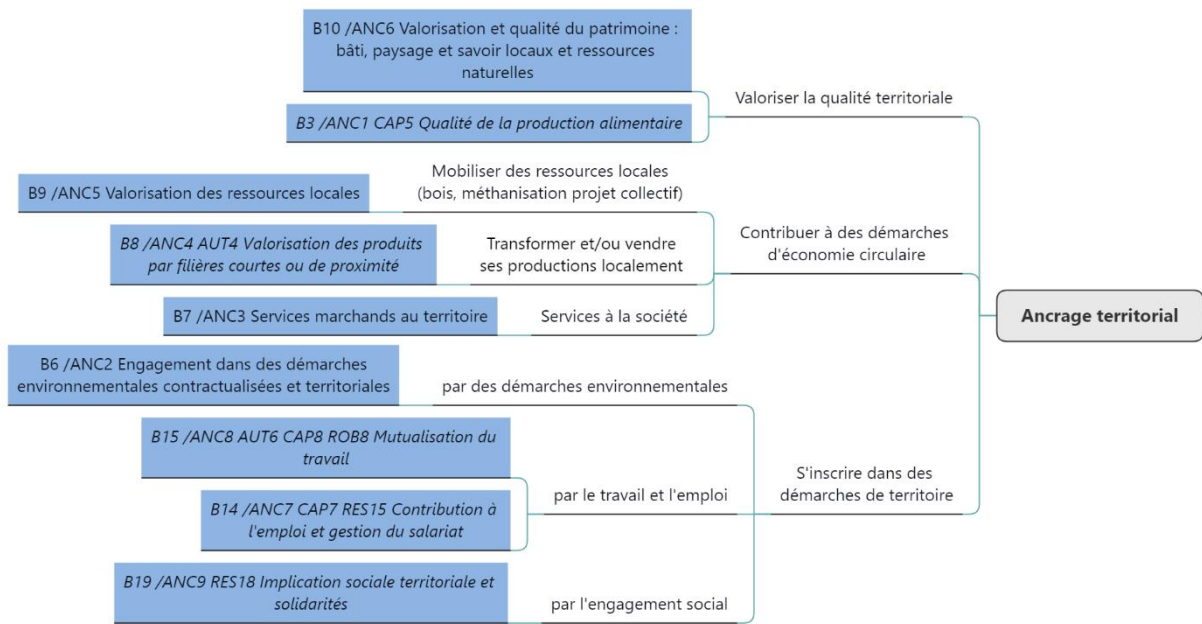 B10 /ANC6 Valorisation et qualité du patrimoine :
bâti, paysage et savoir locaux et ressources
naturelles
Valoriser la qualité territoriale
B3 /ANC1 CAP5 Qualité de la production alimentaire
Mobiliser des ressources locales
(bois, méthanisation projet collectif)
B9 /ANC5 Valorisation des ressources locales
B8 /ANC4 AUT4 Valorisation des produits
par filières courtes ou de proximité
Transformer et/ou vendre
ses productions localement
Contribuer à des démarches
d'économie circulaire
B7 /ANC3 Services marchands au territoire
Services à la société
Ancrage territorial
B6 /ANC2 Engagement dans des démarches
environnementales contractualisées et territoriales
par des démarches environnementales
B15 /ANC8 AUT6 CAP8 ROB8 Mutualisation du
travail
par le travail et l'emploi
S'inscrire dans des
démarches de territoire
B14 /ANC7 CAP7 RES15 Contribution à
l'emploi et gestion du salariat
B19 /ANC9 RES18 Implication sociale territoriale et
solidarités
par l'engagement social